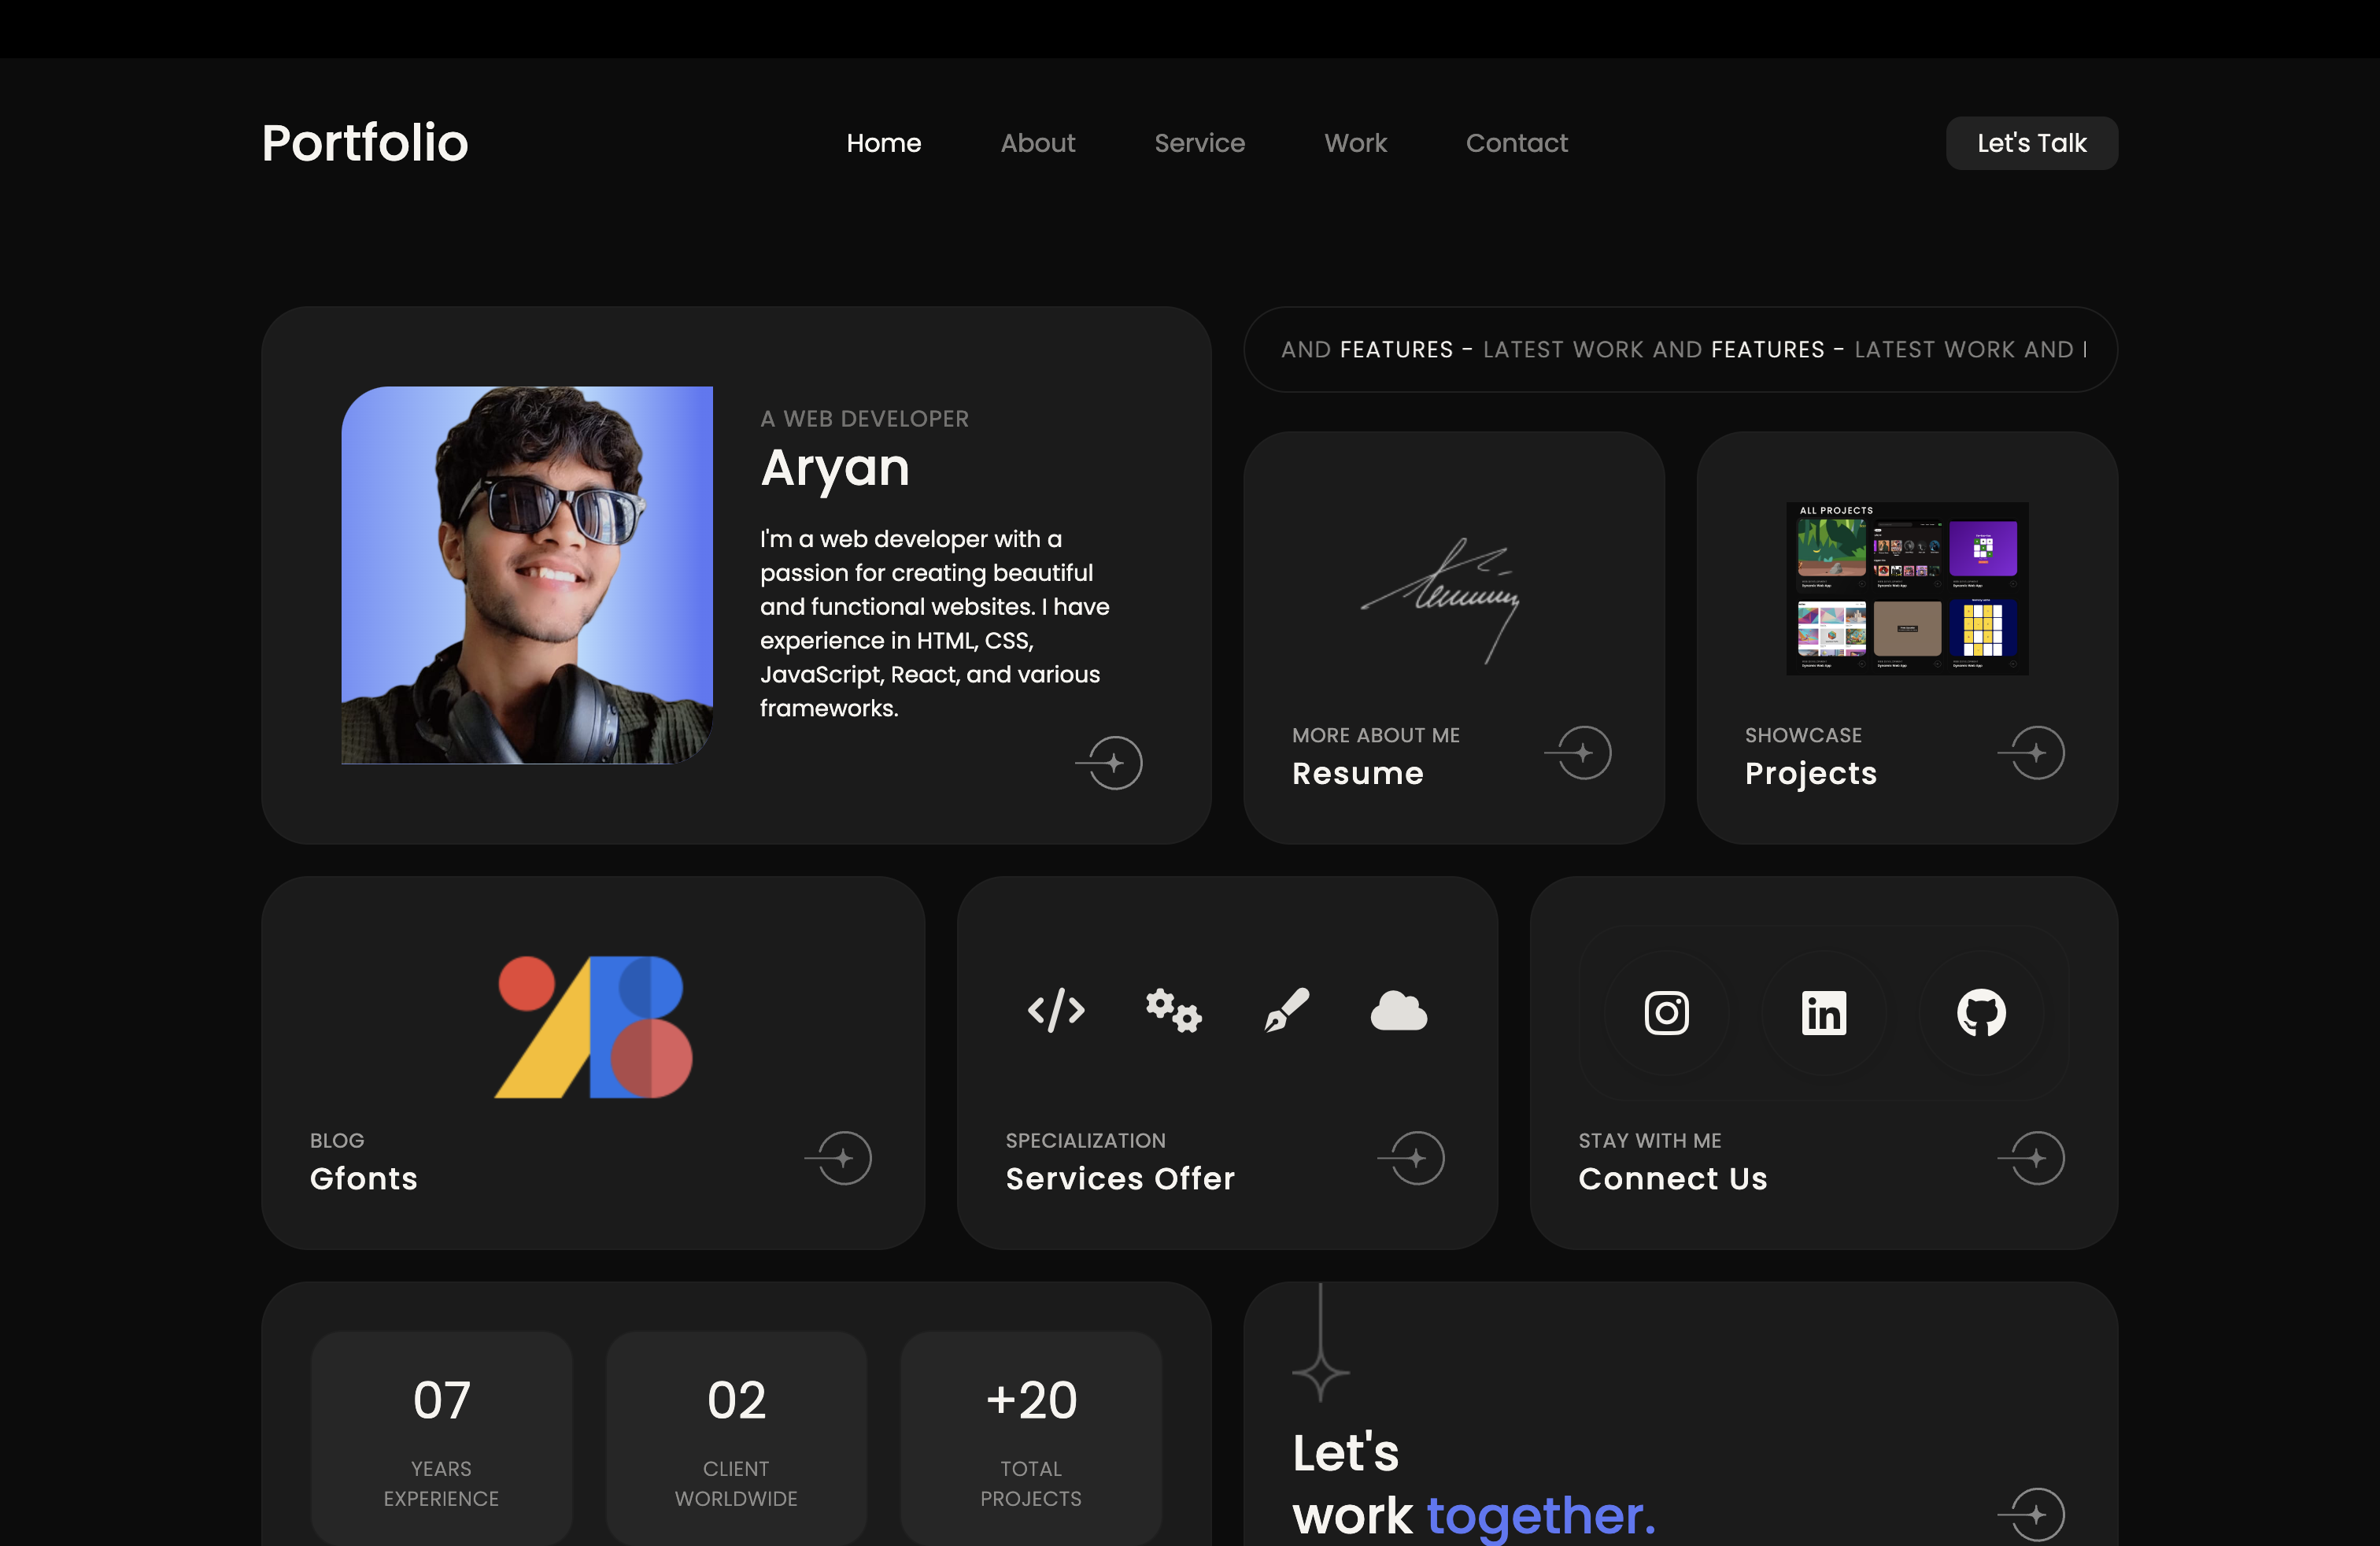 Portfolio
Home
About
Service
Work
Contact
Let's Talk
AND FEATURES - LATEST WORK AND FEATURES - LATEST WORK AND
A WEB DEVELOPER
Aryan
I'm a web developer with a
passion for creating beautiful
and functional websites. I have
experience in HTML, CSS,
JavaScript, React, and various
frameworks.
MORE ABOUT ME
Resume
ALL PROJECTS
SHOWCASE
Projects
BLOG
Gfonts
SPECIALIZATION
Services Offer
in
STAY WITH ME
Connect Us
07
YEARS
EXPERIENCE
02
CLIENT
WORLDWIDE
+20
TOTAL
PROJECTS
Let's
work together.